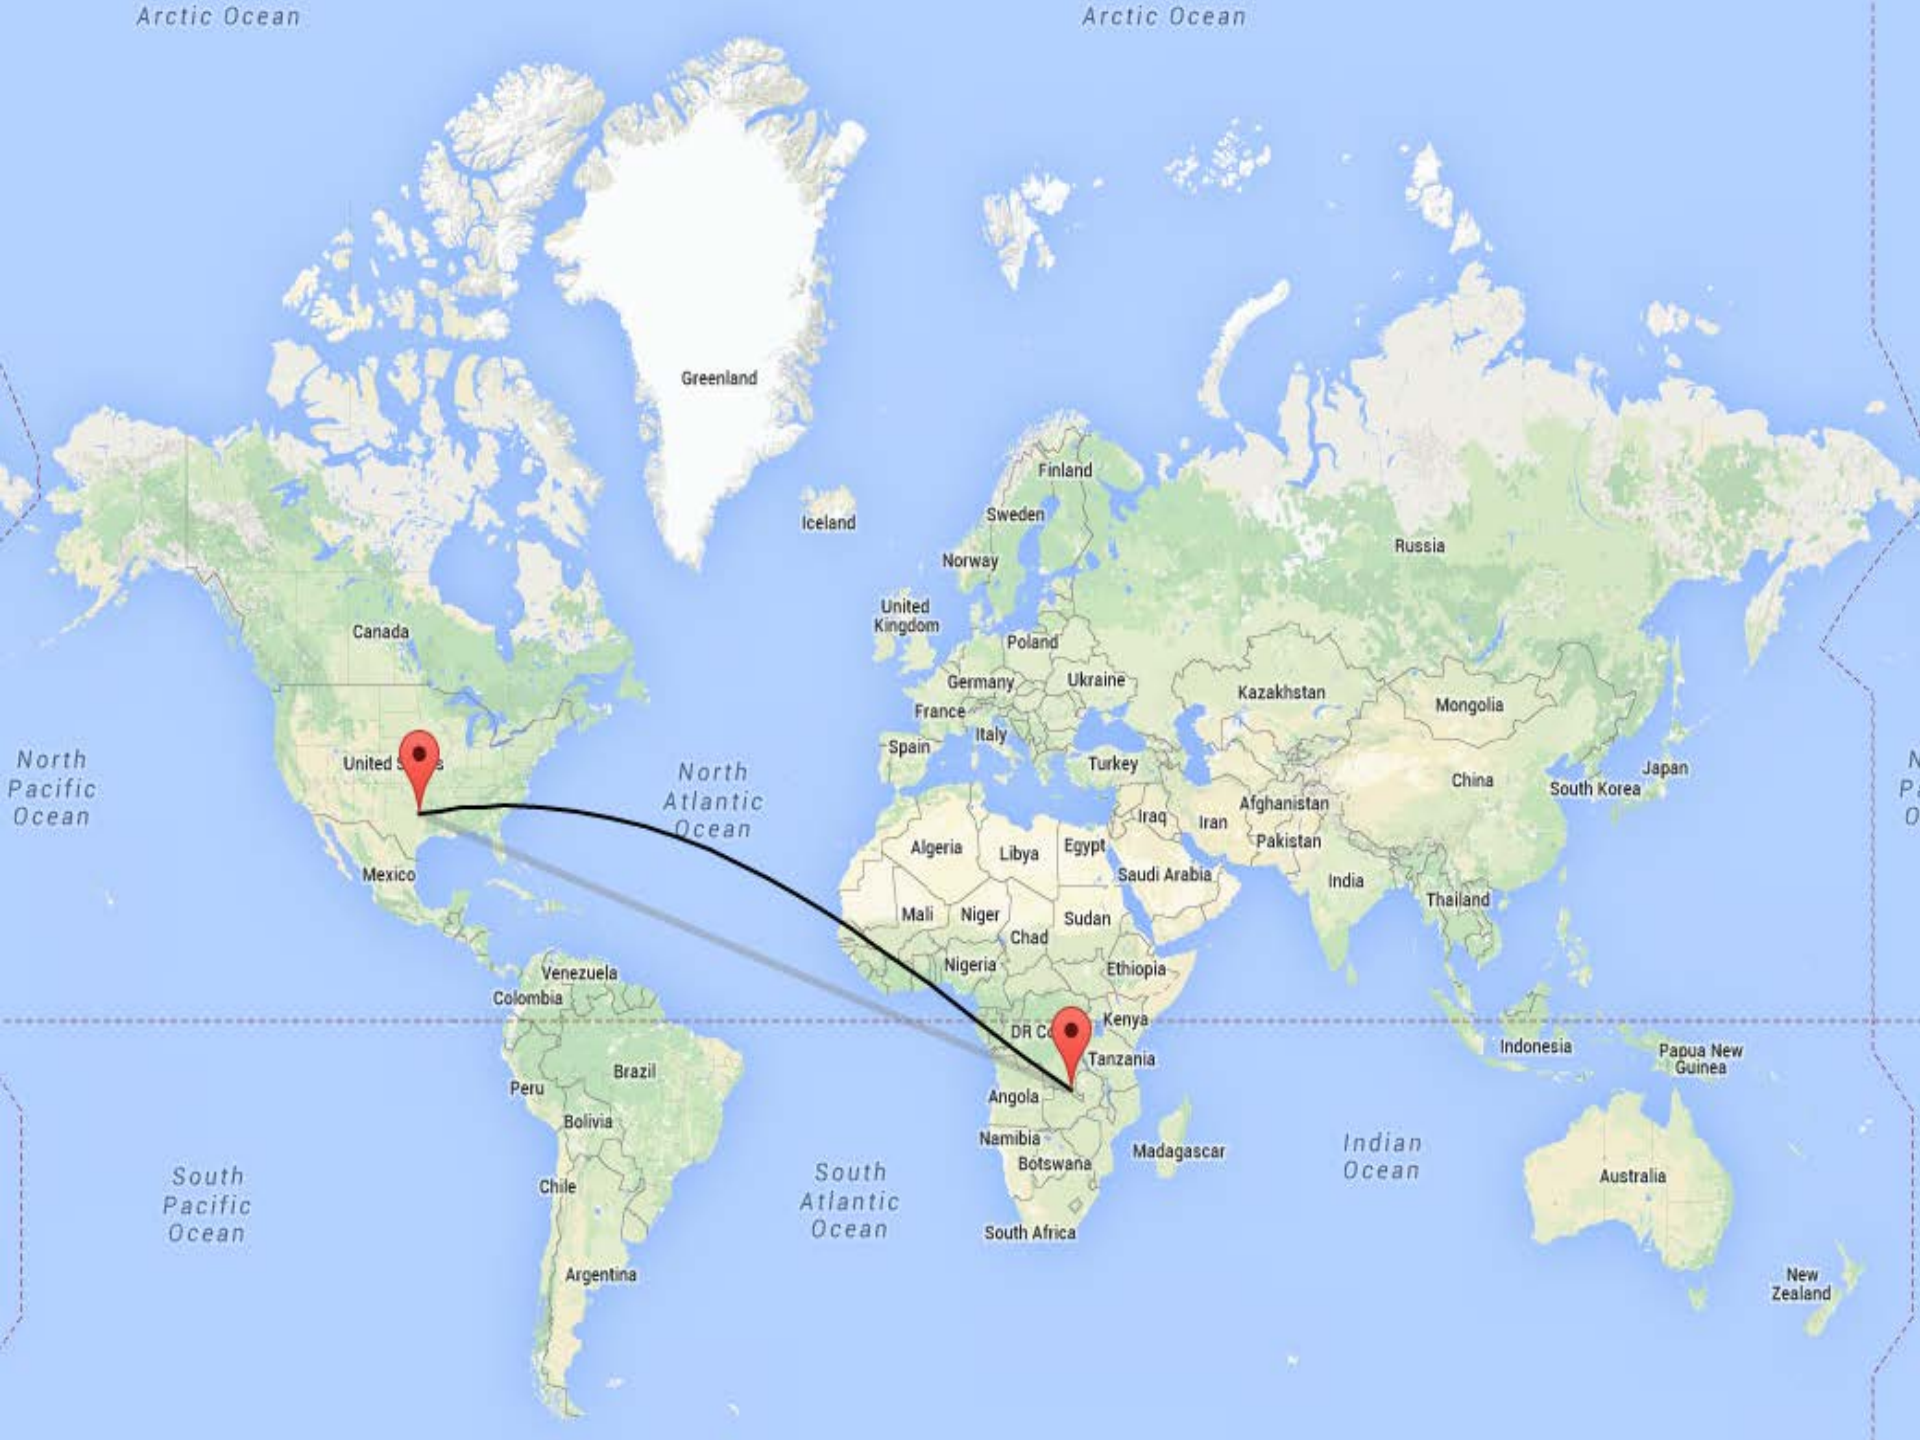 Arctic Ocean
Arctic Ocean
Greenland
Iceland
Finland
Sweden
Norway
Russia
United
Kingdom
Canada
Poland
Germany
Ukraine
Kazakhstan
Mongolia
France
Italy
Spain
Turkey
China
South Korea
Japan
North
Pacific
Ocean
United S s
North
Atlantic
Ocean
N
Pa
O
Algeria
Libya
Egypt
Iraq
Iran
Afghanistan
Pakistan
Saudi Arabia
India
Thailand
Mexico
Mali
Niger
Chad
Sudan
Nigeria
Ethiopia
Venezuela
Colombia
DR Co
Kenya
Tanzania
Indonesia
Papua New
Guinea
Peru
Brazil
Bolivia
Angola
Namibia
Botswana
Madagascar
Indian
Ocean
Australia
South
Pacific
Ocean
Chile
South
Atlantic
Ocean
South Africa
Argentina
New
Zealand